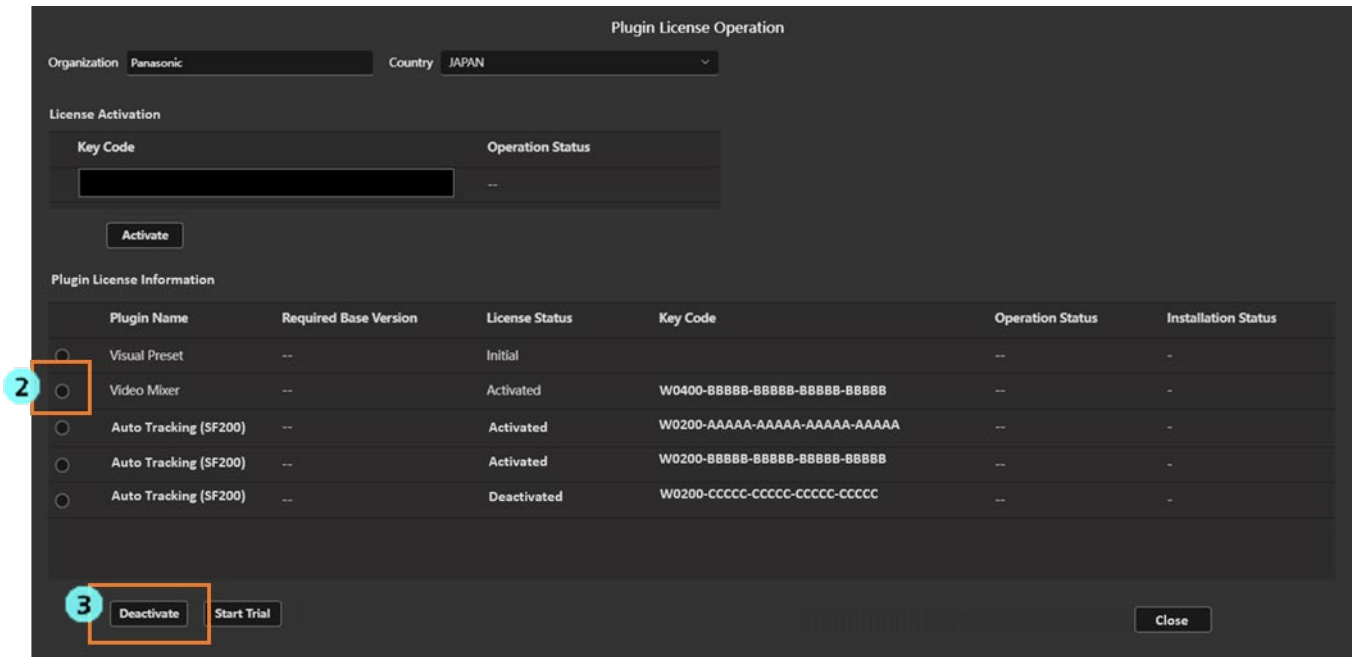 Plugin License Operation
Organization Panasonic Country JAPAN
License Activation
Key Code Operation Status
--
Activate
Plugin License Information
Plugin Name Required Base Version License Status Key Code Operation Status Installation Status
Visual Preset -- Initial -- -
2 Video Mixer -- Activated W0400-BBBBB-BBBBB-BBBBB-BBBBB -- -
Auto Tracking (SF200) -- Activated W0200-AAAAA-AAAAA-AAAAA-AAAAA -- -
Auto Tracking (SF200) -- Activated W0200-BBBBB-BBBBB-BBBBB-BBBBB -- -
Auto Tracking (SF200) -- Deactivated W0200-CCCCC-CCCCC-CCCCC-CCCCC -- -
3 Deactivate Start Trial Close